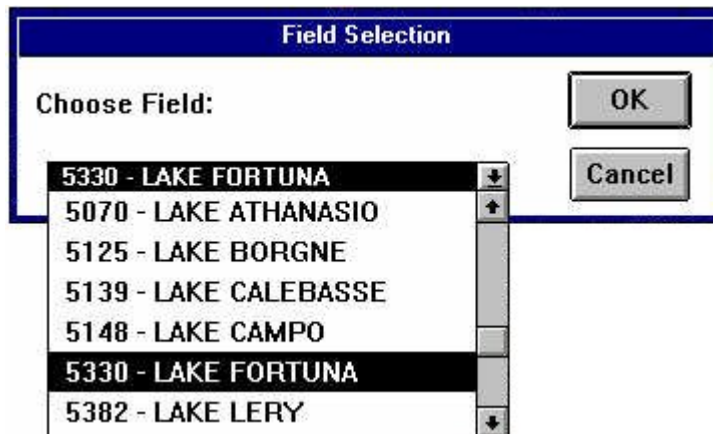 Field Selection
Choose Field:
OK
5330 - LAKE FORTUNA
Cancel
5070 - LAKE ATHANASIO
5125 - LAKE BORGNE
5139 - LAKE CALEBASSE
5148 - LAKE CAMPO
5330 - LAKE FORTUNA
5382 - LAKE LERY